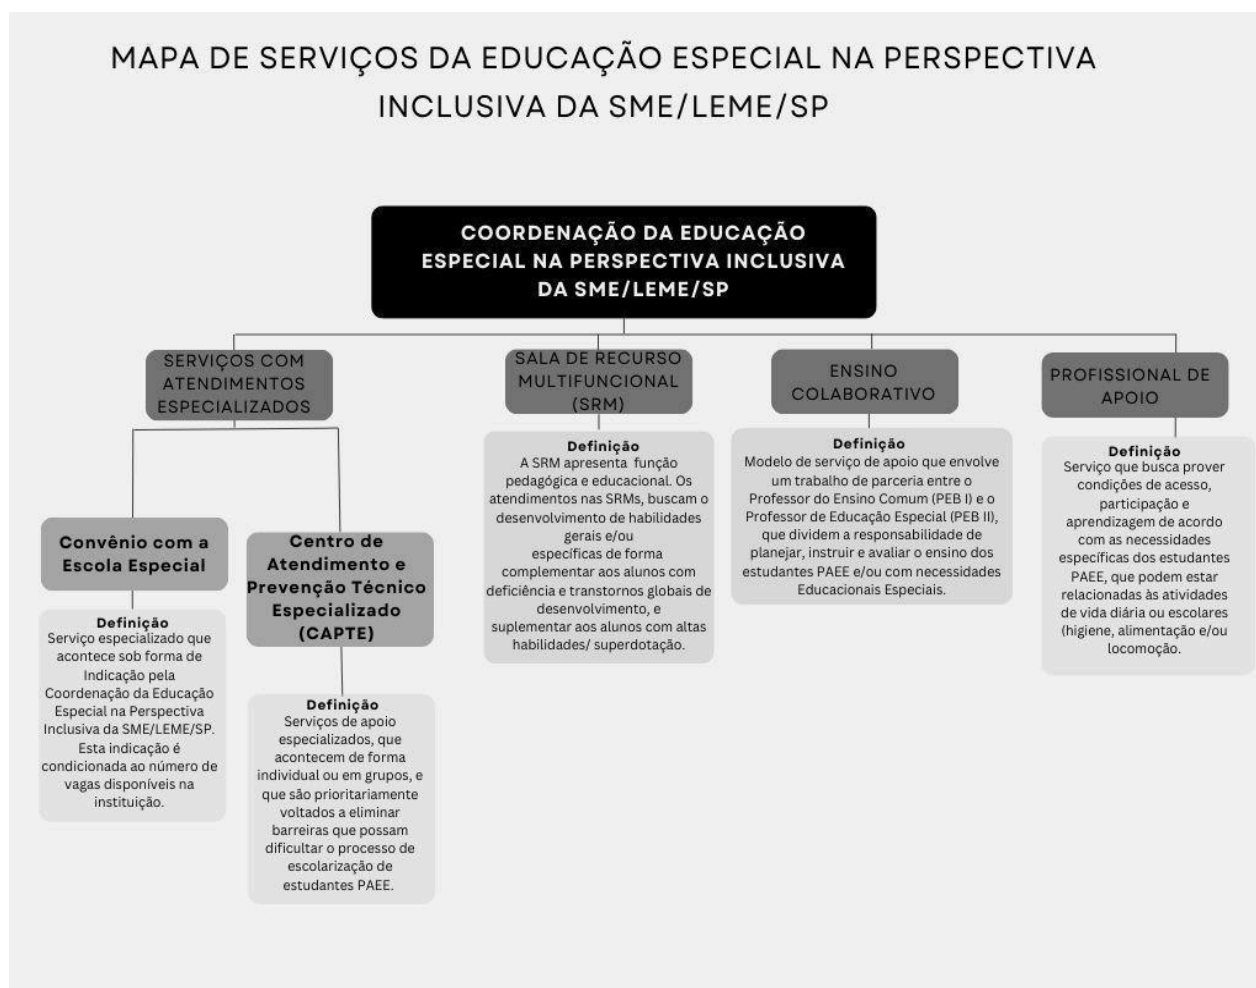 MAPA DE SERVIÇOS DA EDUCAÇÃO ESPECIAL NA PERSPECTIVA
INCLUSIVA DA SME/LEME/SP
COORDENAÇÃO DA EDUCAÇÃO
ESPECIAL NA PERSPECTIVA INCLUSIVA
DA SME/LEME/SP
SERVIÇOS COM
ATENDIMENTOS
ESPECIALIZADOS
Convênio com a
Escola Especial
Definição
Serviço especializado que
acontece sob forma de
Indicação pela
Coordenação da Educação
Especial na Perspectiva
Inclusiva da SME/LEME/SP.
Esta indicação é
condicionada ao número de
vagas disponíveis na
instituição.
Centro de
Atendimento e
Prevenção Técnico
Especializado
(CAPTE)
Definição
Serviços de apoio
especializados, que
acontecem de forma
individual ou em grupos, e
que são prioritariamente
voltados a eliminar
barreiras que possam
dificultar o processo de
escolarização de
estudantes PAEE.
SALA DE RECURSO
MULTIFUNCIONAL
(SRM)
Definição
A SRM apresenta função
pedagógica e educacional. Os
atendimentos nas SRMs, buscam o
desenvolvimento de habilidades
gerais e/ou
específicas de forma
complementar aos alunos com
deficiência e transtornos globais de
desenvolvimento, e
suplementar aos alunos com altas
habilidades/ superdotação.
ENSINO
COLABORATIVO
Definição
Modelo de serviço de apoio que envolve
um trabalho de parceria entre o
Professor do Ensino Comum (PEB I) e o
Professor de Educação Especial (PEB II),
que dividem a responsabilidade de
planejar, instruir e avaliar o ensino dos
estudantes PAEE e/ou com necessidades
Educacionais Especiais.
PROFISSIONAL DE
APOIO
Definição
Serviço que busca prover
condições de acesso,
participação e
aprendizagem de acordo
com as necessidades
específicas dos estudantes
PAEE, que podem estar
relacionadas às atividades
de vida diária ou escolares
(higiene, alimentação e/ou
locomoção.